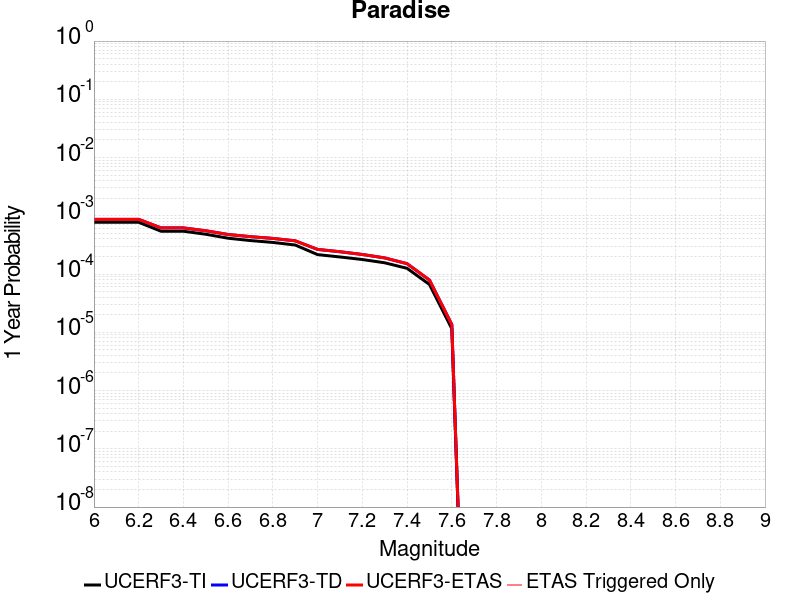 Paradise
10^0
10^-1
10^-2
10^-3
10^-4
10^-5
10^-6
10^-7
10^-8
1 Year Probability
6 6.2 6.4 6.6 6.8 7 7.2 7.4 7.6 7.8 8 8.2 8.4 8.6 8.8 9
Magnitude
UCERF3-TI UCERF3-TD UCERF3-ETAS ETAS Triggered Only